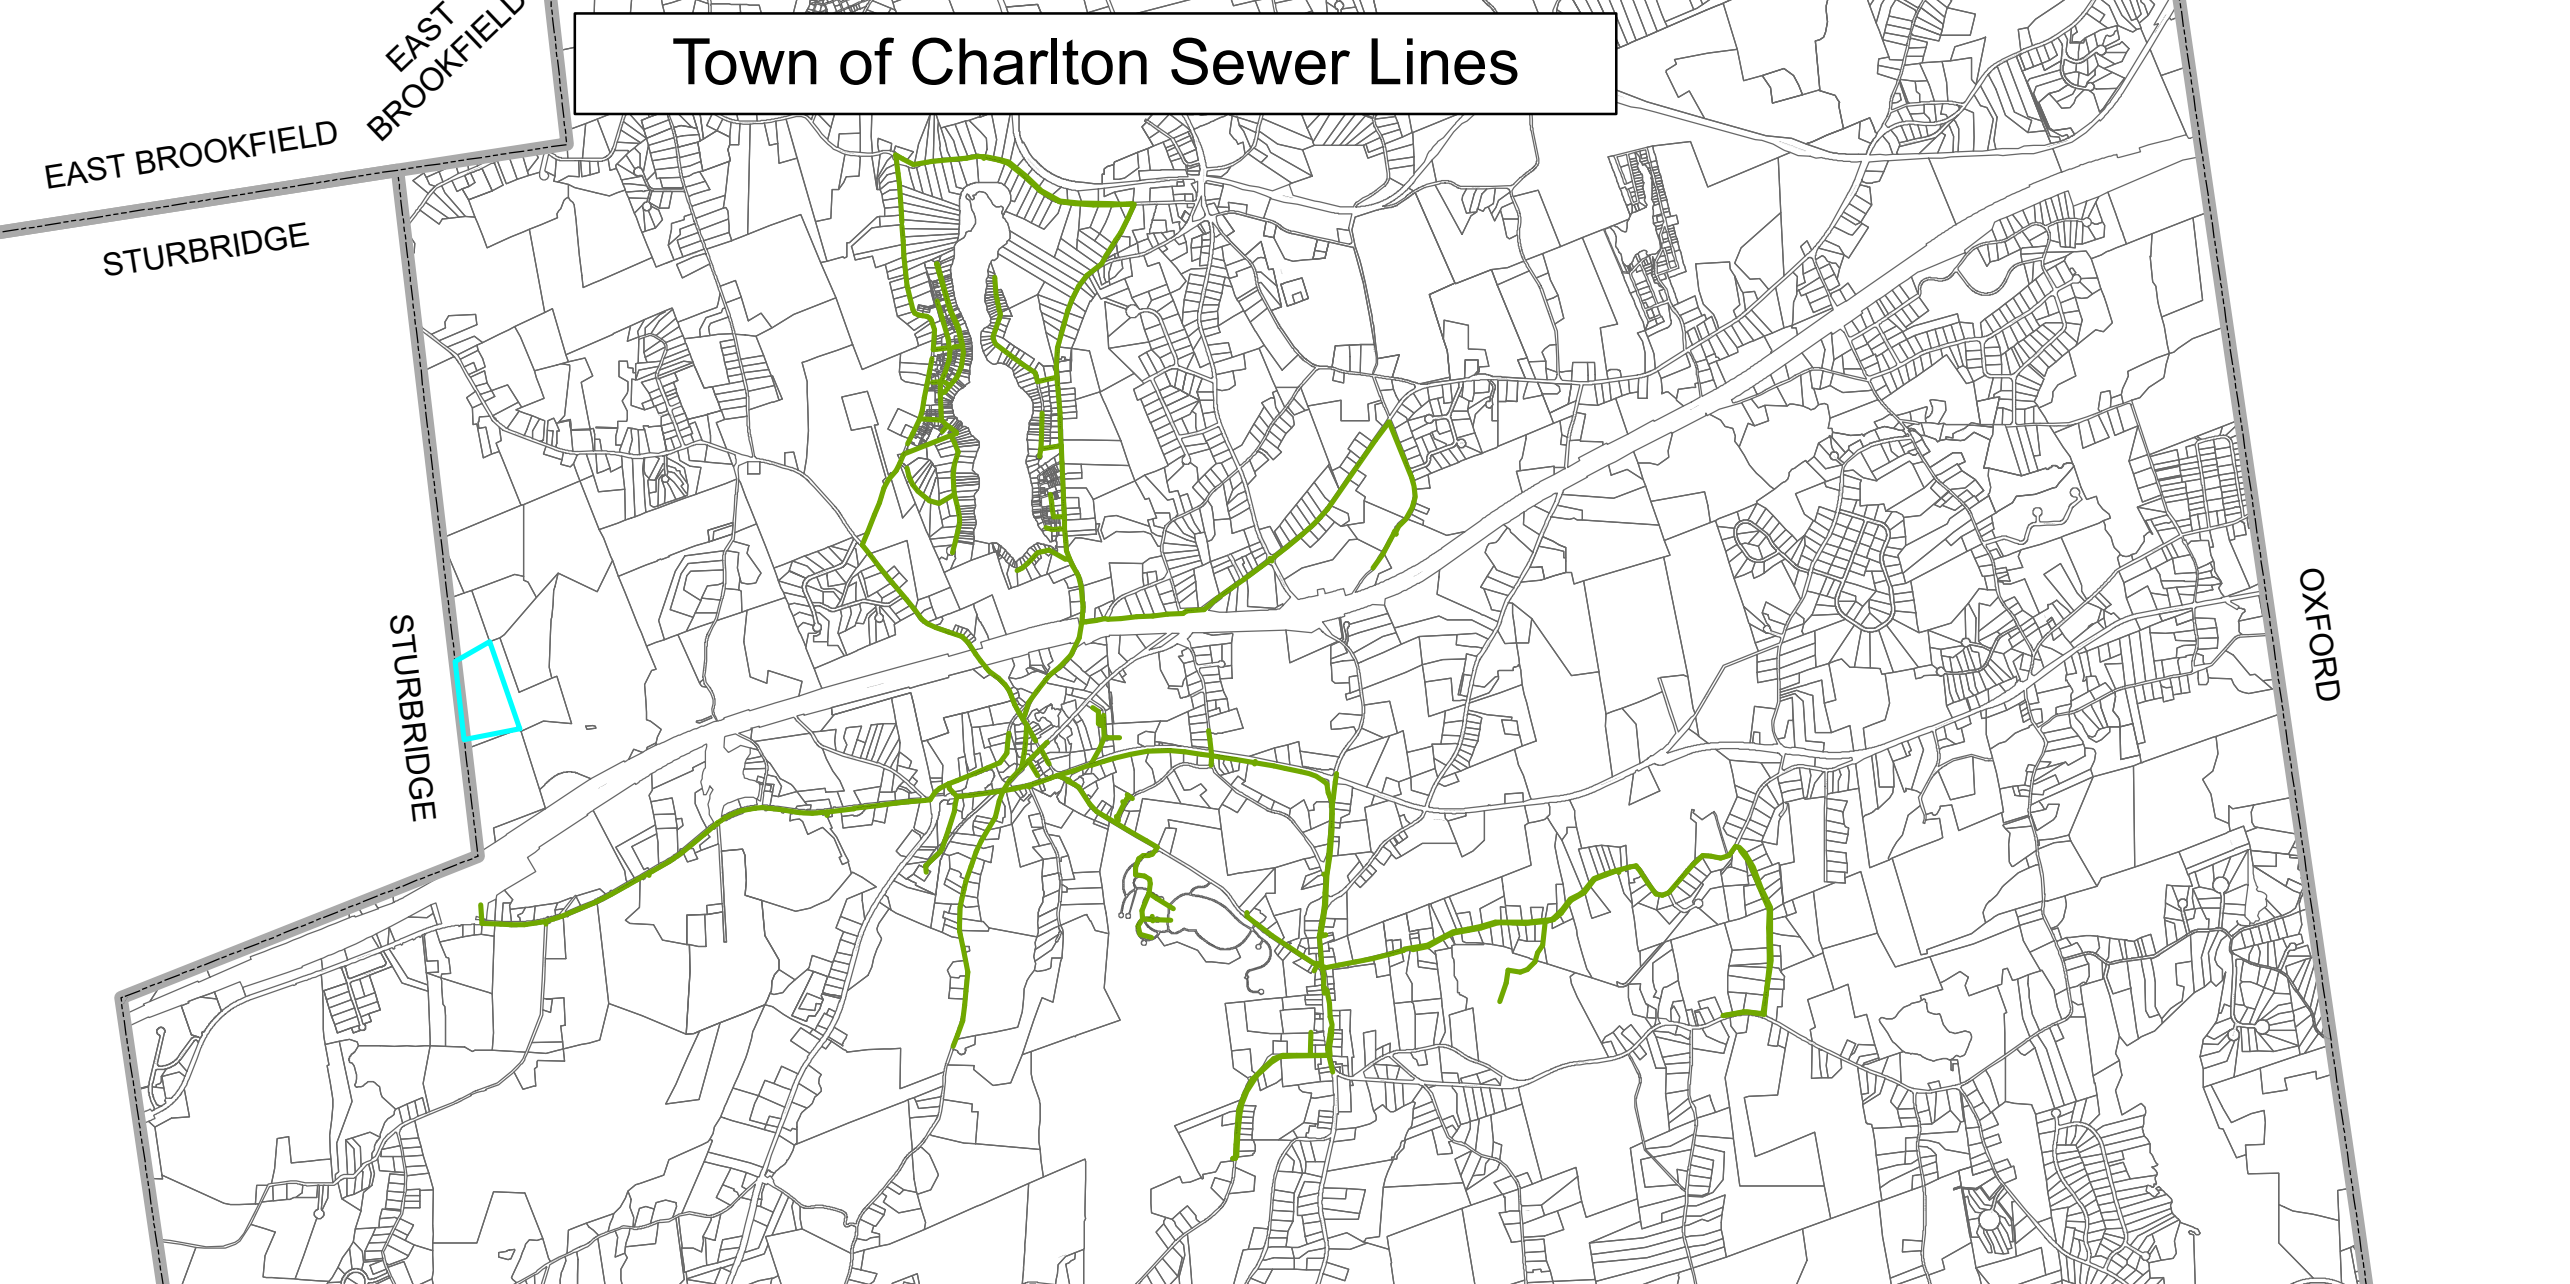 Town of Charlton Sewer Lines
EAST
BROOKFIELD
EAST BROOKFIELD
STURBRIDGE
STURBRIDGE
OXFORD